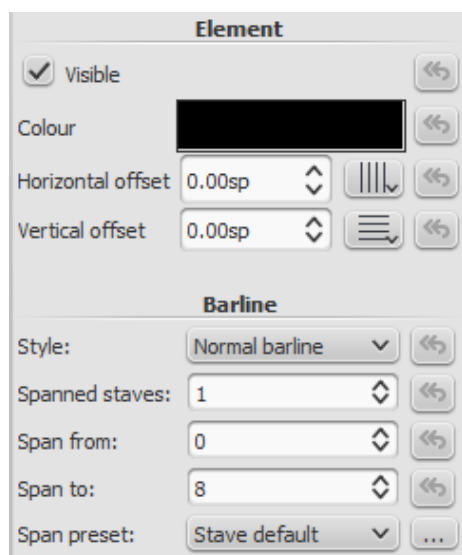 Element
Visible
Colour
Horizontal offset 0.00sp
Vertical offset 0.00sp
Barline
Style: Normal barline
Spanned staves: 1
Span from: 0
Span to: 8
Span preset: Stave default ...